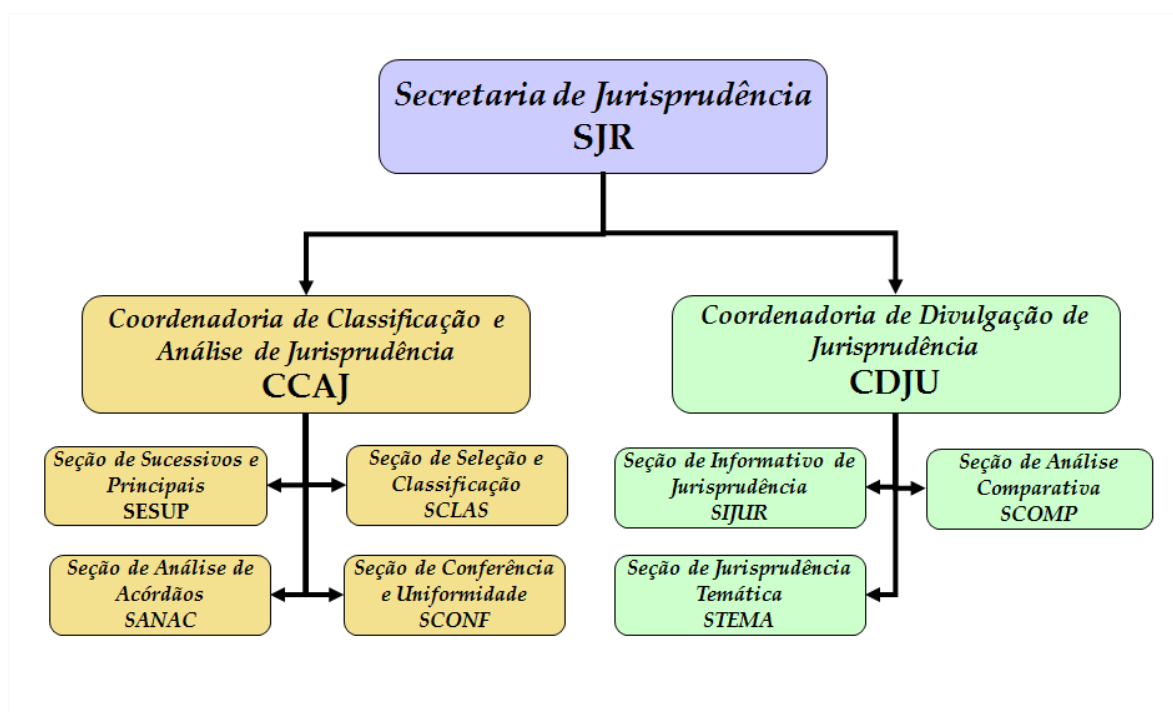 Secretaria de Jurisprudência
SJR
Coordenadoria de Classificação e
Análise de Jurisprudência
CCAJ
Coordenadoria de Divulgação de
Jurisprudência
CDJU
Seção de Sucessivos e
Principais
SESUP
Seção de Seleção e
Classificação
SCLAS
Seção de Informativo de
Jurisprudência
SIJUR
Seção de Análise
Comparativa
SCOMP
Seção de Análise de
Acórdãos
SANAC
Seção de Conferência
e Uniformidade
SCONF
Seção de Jurisprudência
Temática
STEMA